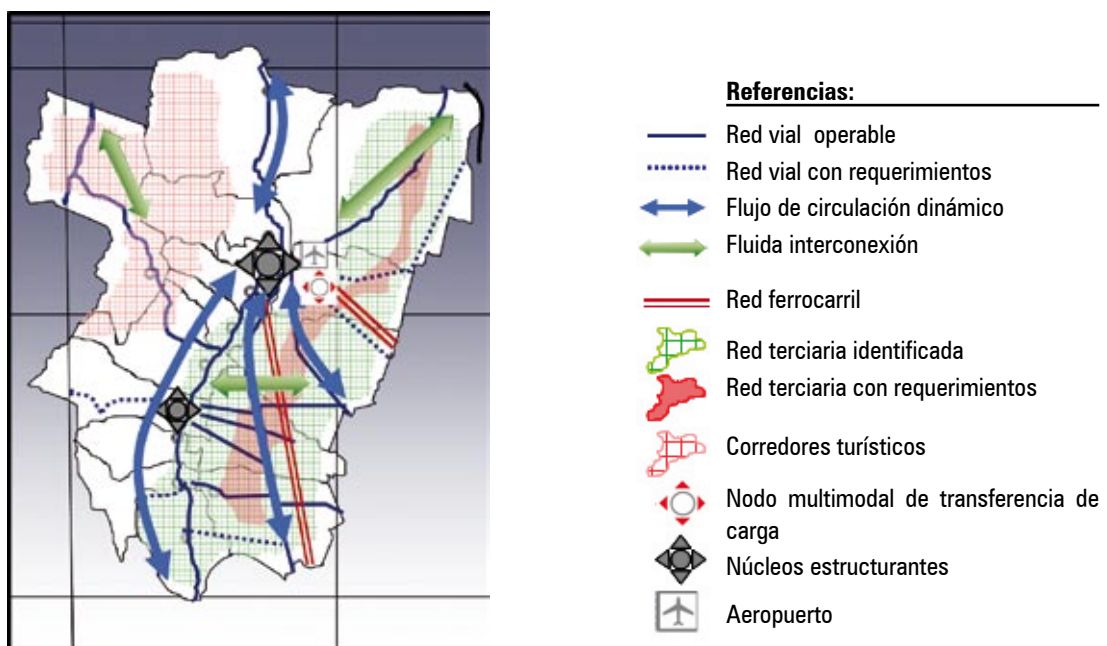 Referencias:
Red vial operable
Red vial con requerimientos
Flujo de circulación dinámico
Fluida interconexión
Red ferrocarril
Red terciaria identificada
Red terciaria con requerimientos
Corredores turísticos
Nodo multimodal de transferencia de
carga
Núcleos estructurantes
Aeropuerto